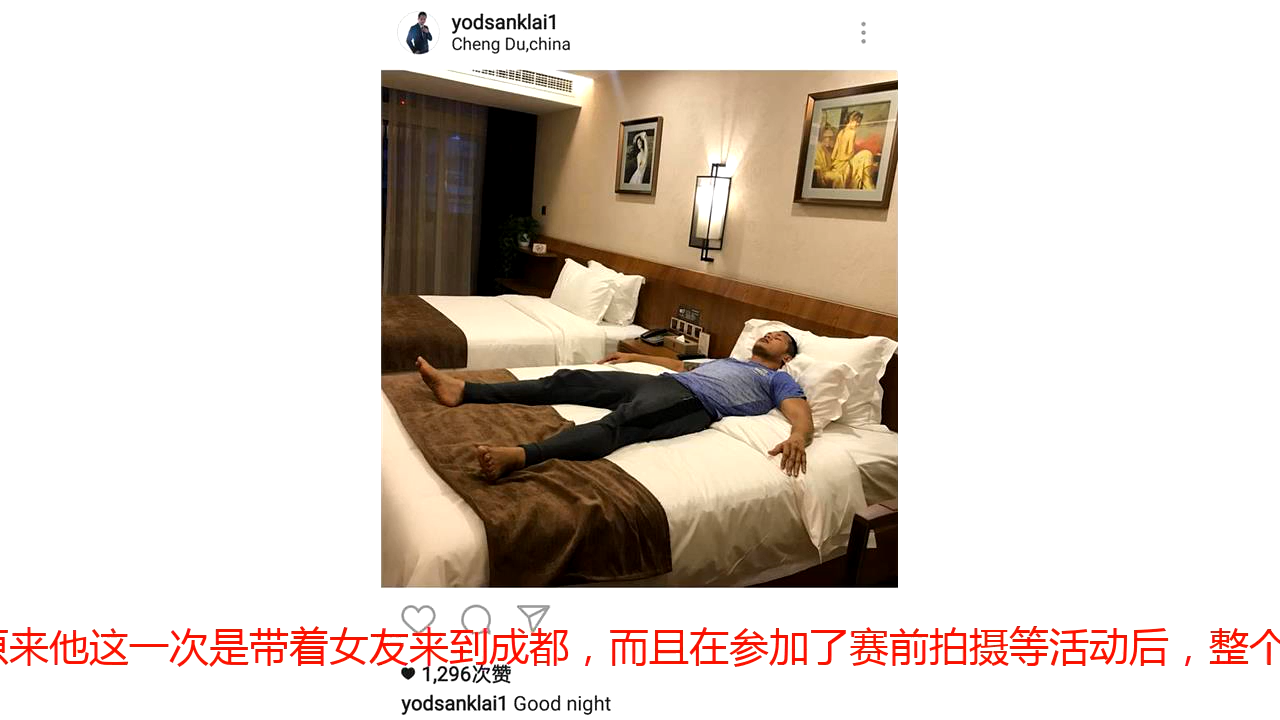 yodsanklai1
Cheng Du,china
原来他这一次是带着女友来到成都，而且在参加了赛前拍摄等活动后，整个
1,296次赞
yodsanklai1 Good night